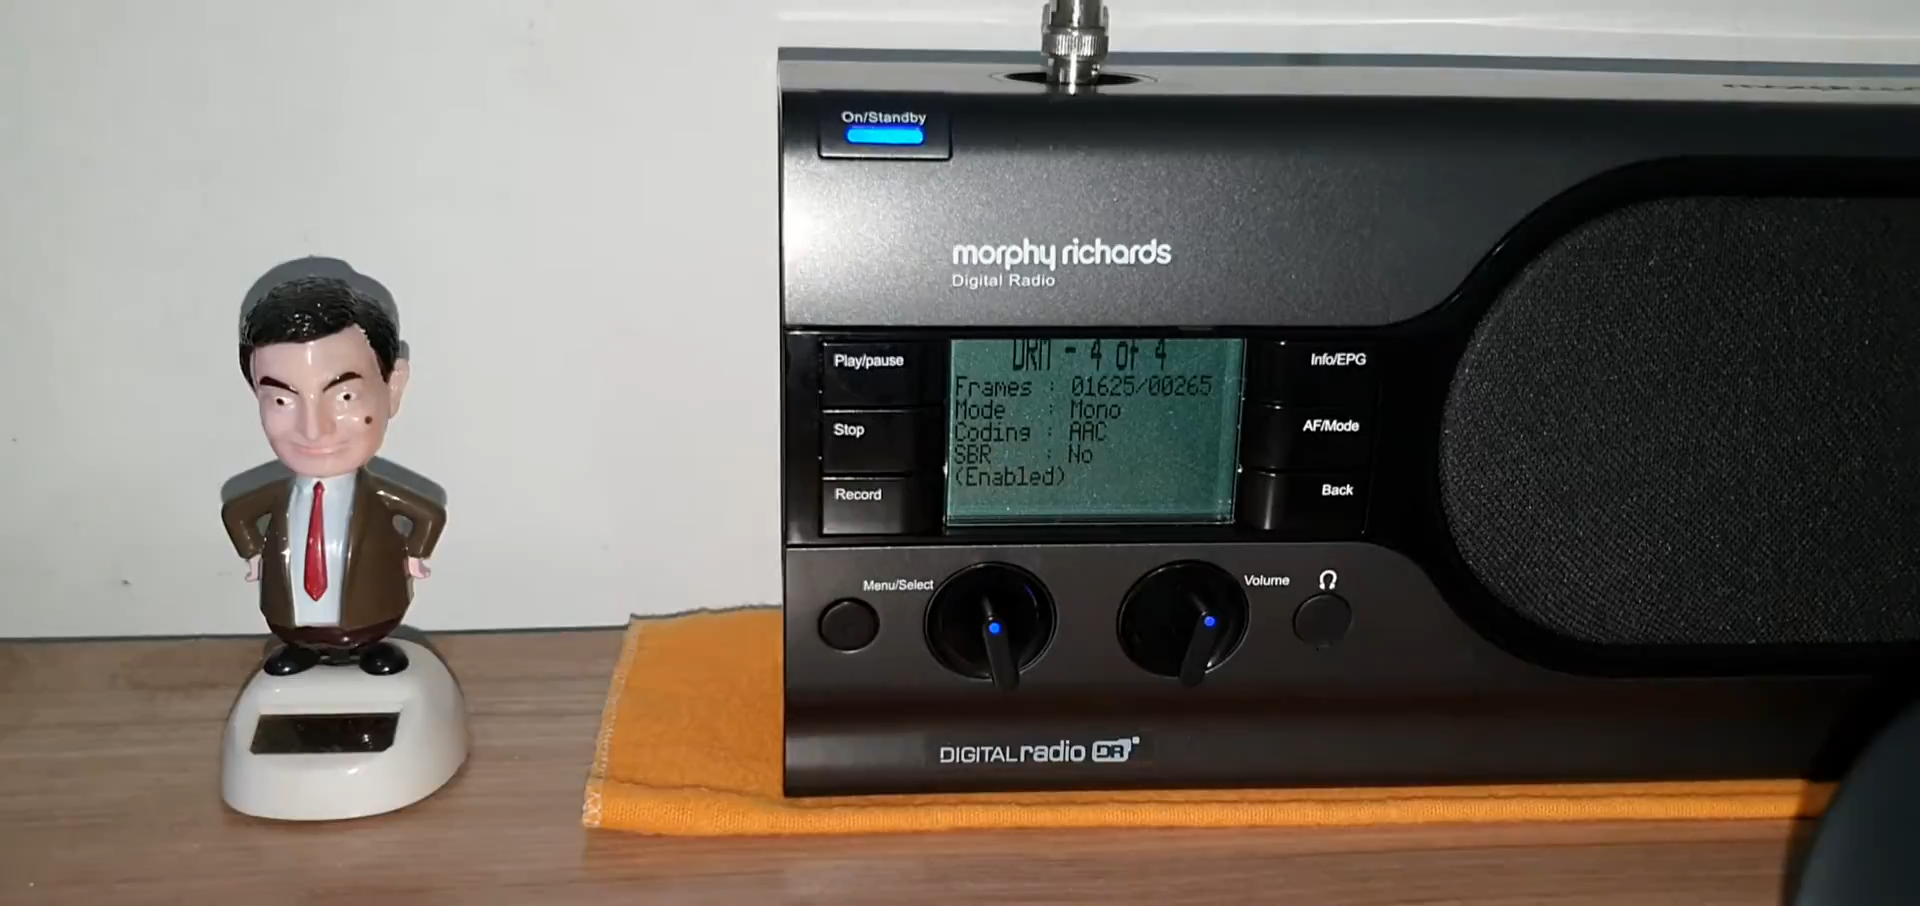 On/Standby
morphy richards
Digital Radio
Play/pause
Stop
Record
DRM - 4 of 4
Frames : 01625/00265
Mode : Mono
Coding : AAC
SBR : No
(Enabled)
Info/EPG
AF/Mode
Back
Menu/Select
Volume
DIGITAL radio DR